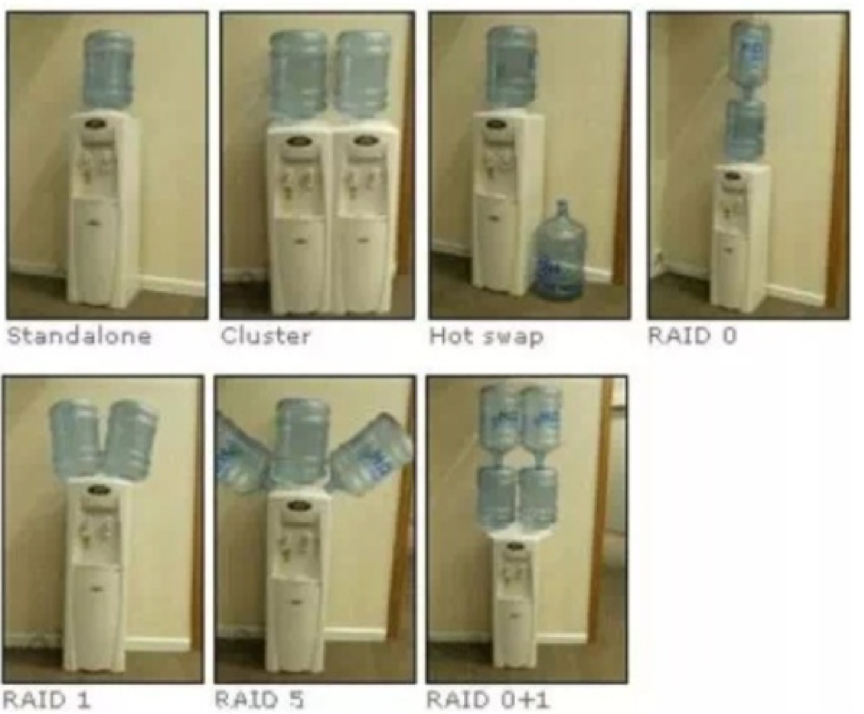 Standalone
Cluster
Hot swap
RAID 0
RAID 1
RAID 5
RAID 0+1